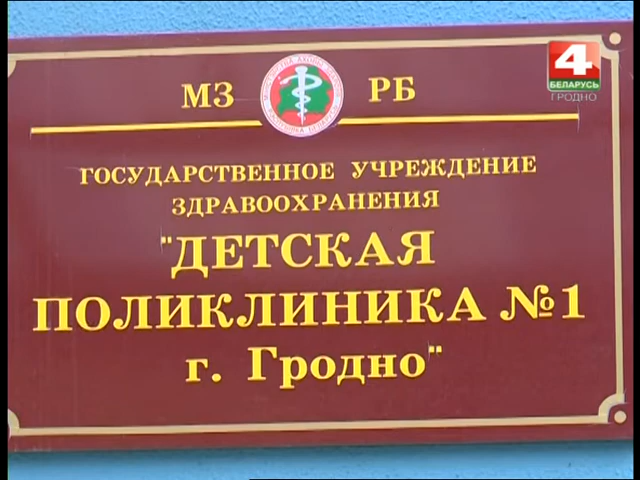 МЗ РБ
4
БЕЛАРУСЬ
ГРОДНО
ГОСУДАРСТВЕННОЕ УЧРЕЖДЕНИЕ
ЗДРАВООХРАНЕНИЯ
"ДЕТСКАЯ
ПОЛИКЛИНИКА №1
г. Гродно"